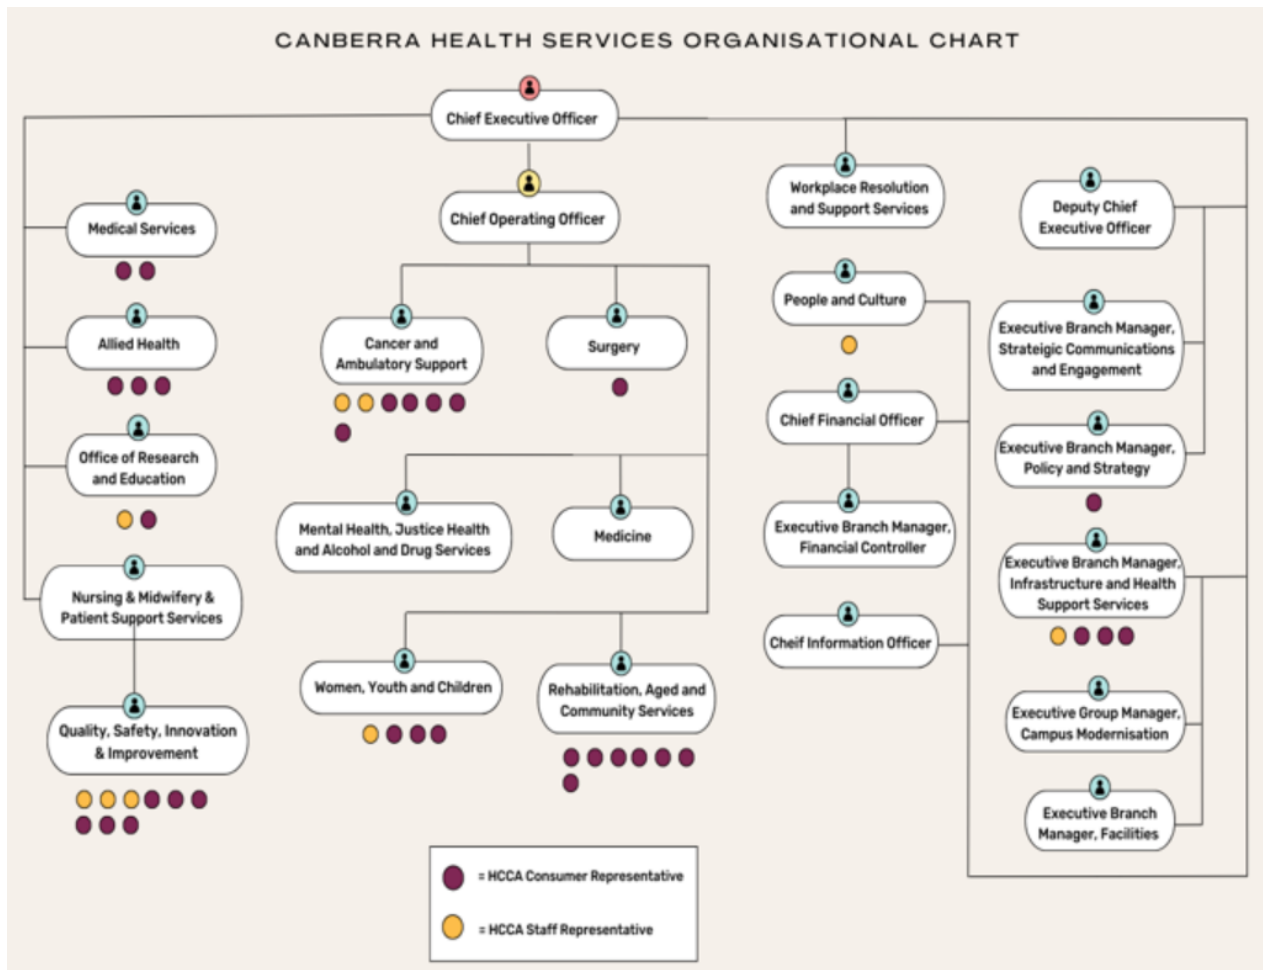 CANBERRA HEALTH SERVICES ORGANISATIONAL CHART
Chief Executive Officer
Chief Operating Officer
Medical Services
Allied Health
Office of Research
and Education
Nursing & Midwifery &
Patient Support Services
Quality, Safety, Innovation
& Improvement
Cancer and
Ambulatory Support
Surgery
Mental Health, Justice Health
and Alcohol and Drug Services
Medicine
Women, Youth and Children
Rehabilitation, Aged and
Community Services
Workplace Resolution
and Support Services
People and Culture
Chief Financial Officer
Executive Branch Manager,
Financial Controller
Cheif Information Officer
Deputy Chief
Executive Officer
Executive Branch Manager,
Strateigic Communications
and Engagement
Executive Branch Manager,
Policy and Strategy
Executive Branch Manager,
Infrastructure and Health
Support Services
Executive Group Manager,
Campus Modernisation
Executive Branch
Manager, Facilities
= HCCA Consumer Representative
= HCCA Staff Representative